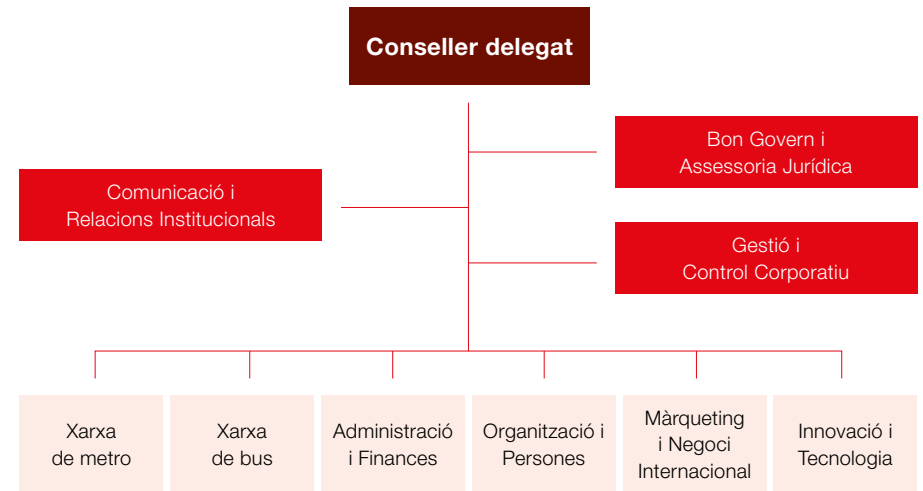 Conseller delegat
Bon Govern i
Assessoria Jurídica
Comunicació i
Relacions Institucionals
Gestió i
Control Corporatiu
Xarxa
de metro
Xarxa
de bus
Administració
i Finances
Organització i
Persones
Màrqueting
i Negoci
Internacional
Innovació i
Tecnologia